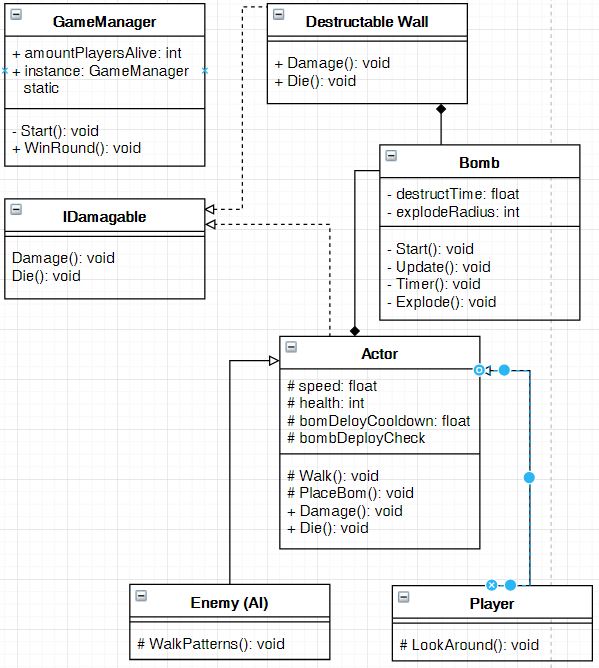 GameManager
+ amountPlayersAlive: int
+ instance: GameManager
static
- Start(): void
+ WinRound(): void
Destructable Wall
+ Damage(): void
+ Die(): void
Bomb
- destructTime: float
- explodeRadius: int
- Start(): void
- Update(): void
- Timer(): void
- Explode(): void
IDamagable
Damage(): void
Die(): void
Actor
# speed: float
# health: int
# bomDeloyCooldown: float
# bombDeployCheck
# Walk(): void
# PlaceBom(): void
+ Damage(): void
+ Die(): void
Enemy (AI)
# WalkPatterns(): void
Player
# LookAround(): void